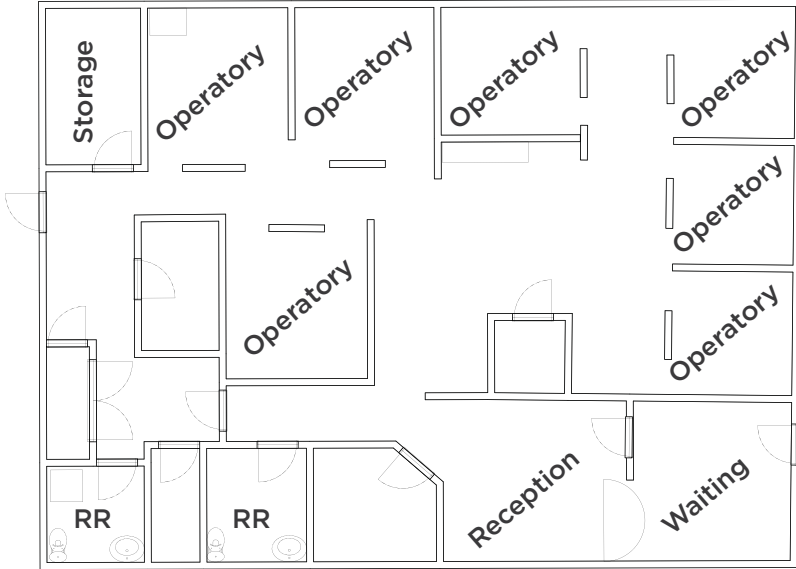 Storage
Operatory
Operatory
Operatory
Operatory
Operatory
Operatory
Operatory
RR
RR
Reception
Waiting